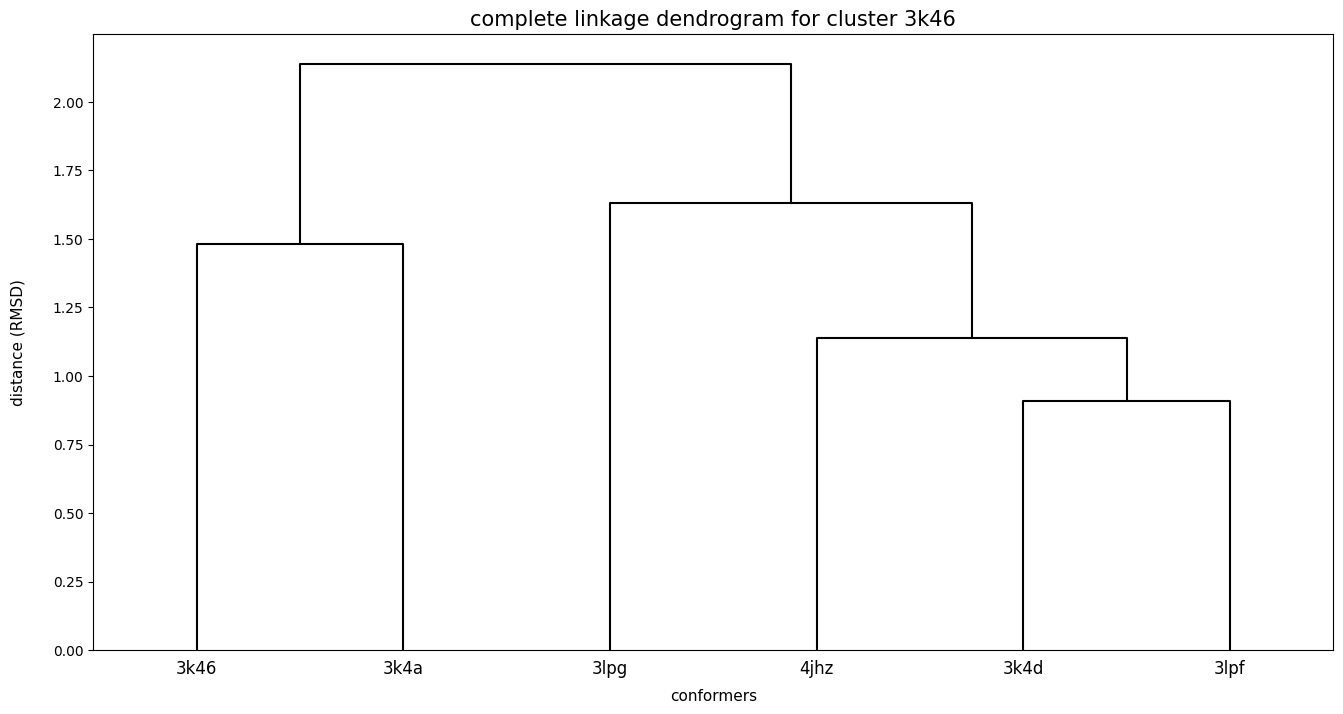 complete linkage dendrogram for cluster 3k46
2.00
1.75
1.50
1.25
1.00
0.75
0.50
0.25
0.00
distance (RMSD)
3k46 3k4a 3lpg 4jhz 3k4d 3lpf
conformers